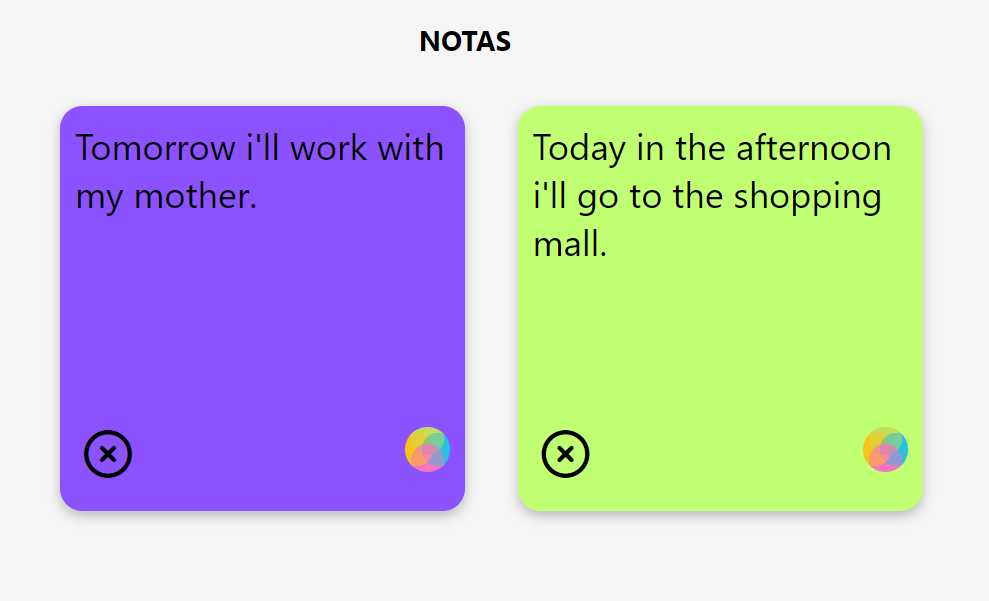 NOTAS
Tomorrow i'll work with
my mother.
Today in the afternoon
i'll go to the shopping
mall.